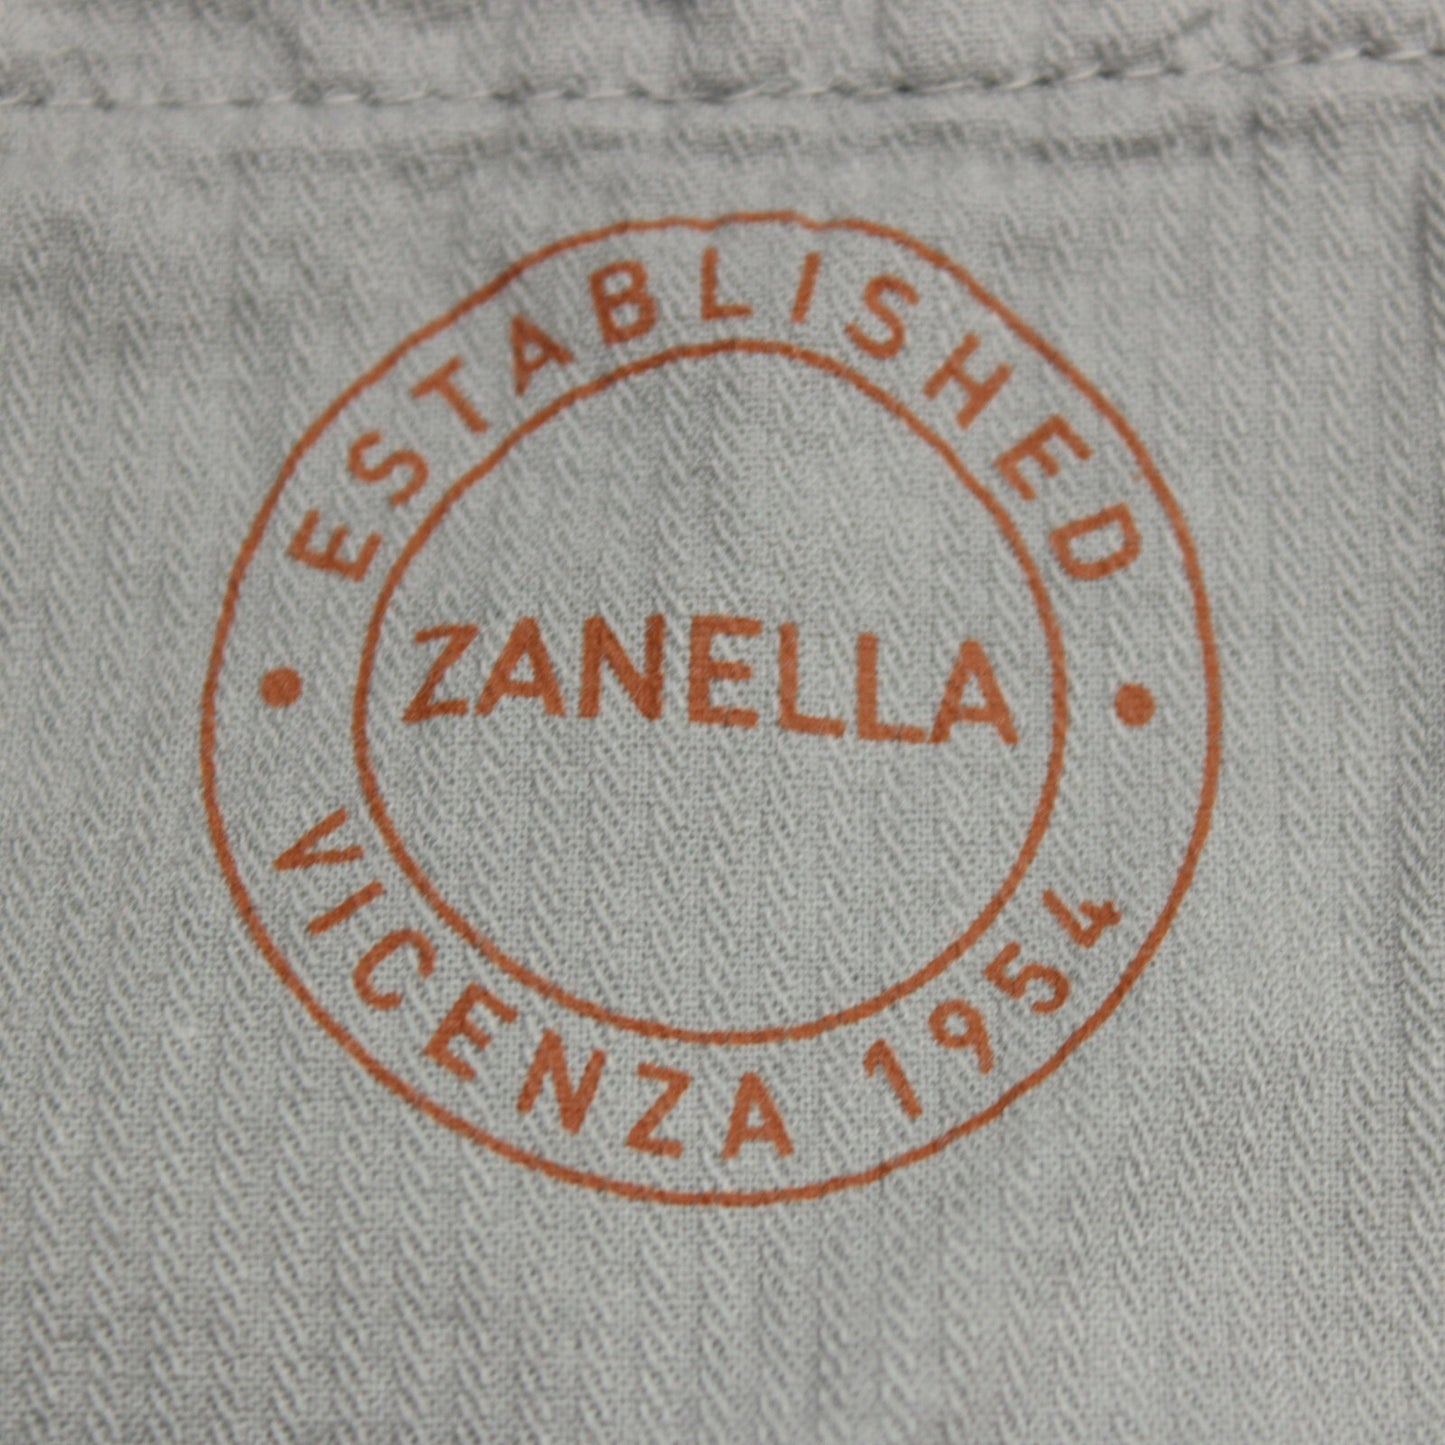 ESTABLISHED
ZANELLA
VICENZA 1954